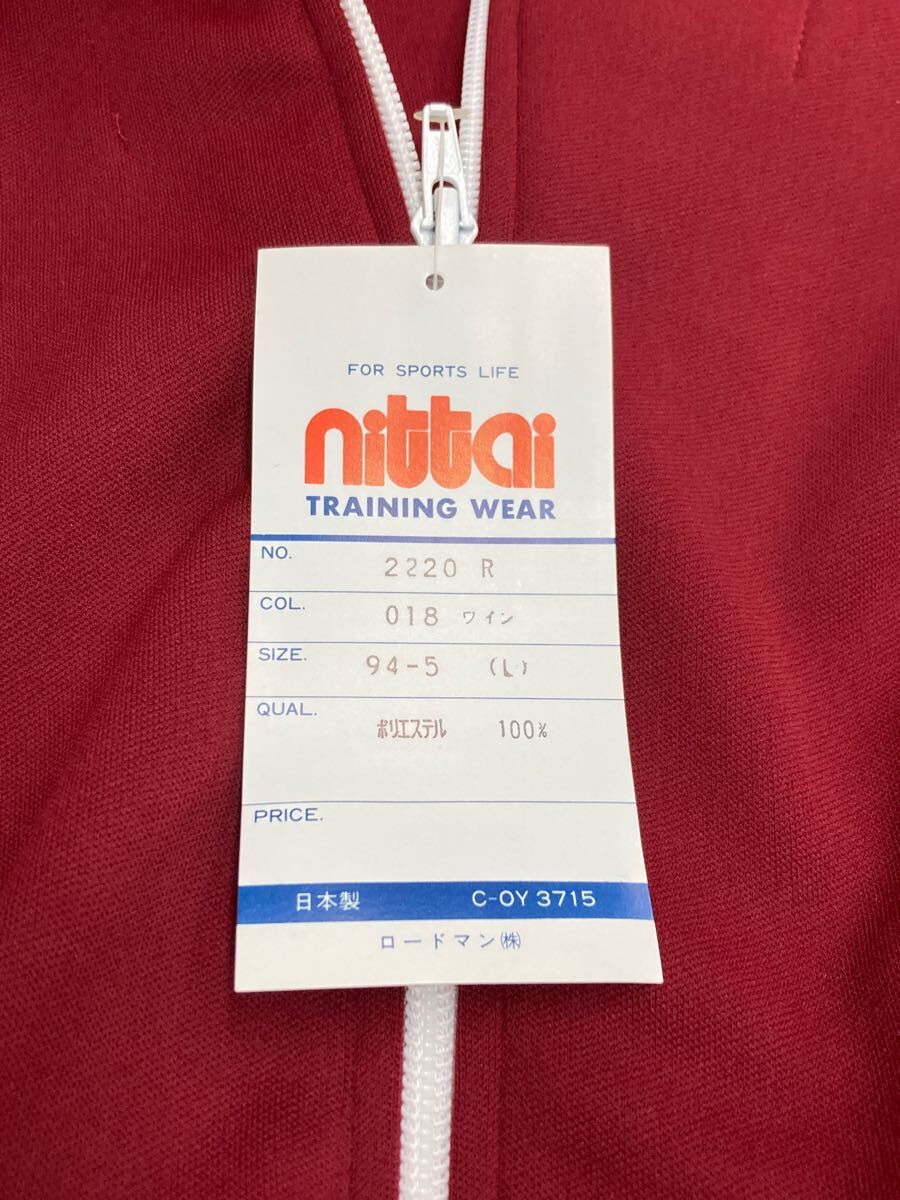 FOR SPORTS LIFE
nittai
TRAINING WEAR
NO. 2220 R
COL. 018 ワイン
SIZE. 94-5 (L)
QUAL. ポリエステル 100%
PRICE.
日本製 C-OY 3715
ロードマン㈱